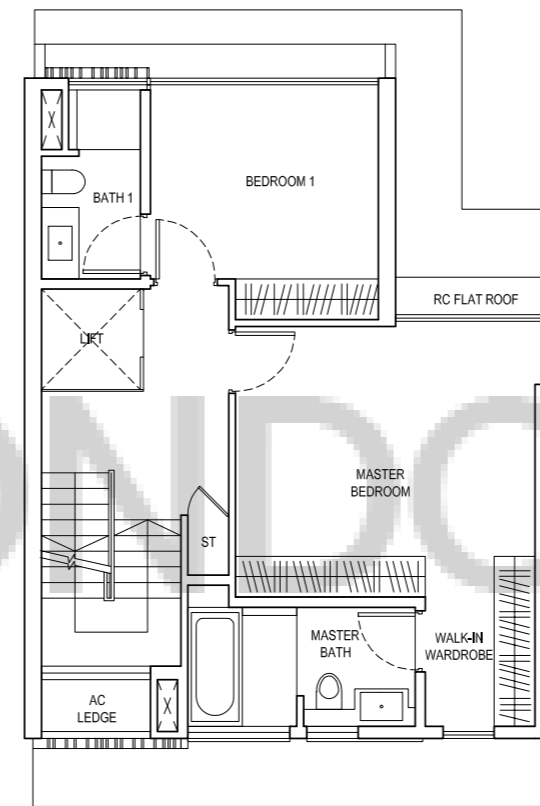 BEDROOM 1
BATH 1
RC FLAT ROOF
LIFT
MASTER
BEDROOM
ST
MASTER
BATH
WALK-IN
WARDROBE
AC
LEDGE